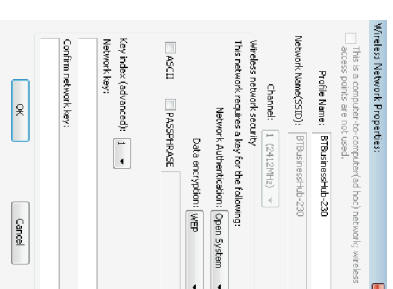 Wireless Network Properties:
This is a computer-to-computer(ad hoc) network; wireless
access points are not used.
Profile Name: BTBusinessHub-230
Network Name(SSID): BTBusinessHub-230
Channel: 1 (2412MHz)
Wireless network security
This network requires a key for the following:
Network Authentication: Open System
Data encryption: WEP
ASCII PASSPHRASE
Key index (advanced): 1
Network key:
Confirm network key:
OK Cancel